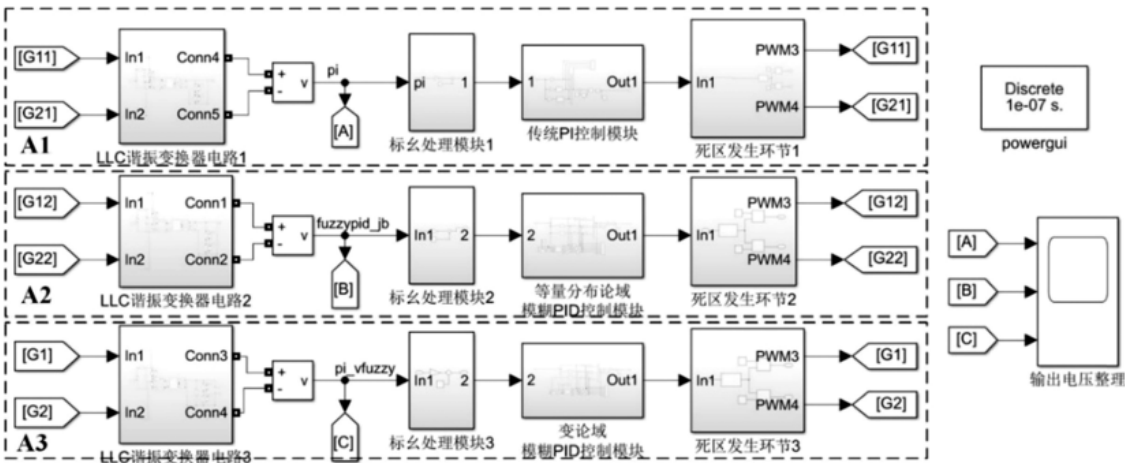 [G11]
[G21]
In1
In2
Conn4
Conn5
LLC谐振变换器电路1
A1
+
-
v
pi
[A]
pi
1
标幺处理模块1
1
Out1
传统PI控制模块
In1
PWM3
PWM4
死区发生环节1
[G11]
[G21]
Discrete
1e-07 s.
powergui
[G12]
[G22]
In1
In2
Conn1
Conn2
LLC谐振变换器电路2
A2
+
-
v
fuzzypid_jb
[B]
In1
2
标幺处理模块2
2
Out1
等量分布论域
模糊PID控制模块
In1
PWM3
PWM4
死区发生环节2
[G12]
[G22]
[G1]
[G2]
In1
In2
Conn3
Conn4
LLC谐振变换器电路3
A3
+
-
v
pi_vfuzzy
[C]
In1
2
标幺处理模块3
2
Out1
变论域
模糊PID控制模块
In1
PWM3
PWM4
死区发生环节3
[G1]
[G2]
[A]
[B]
[C]
输出电压整理